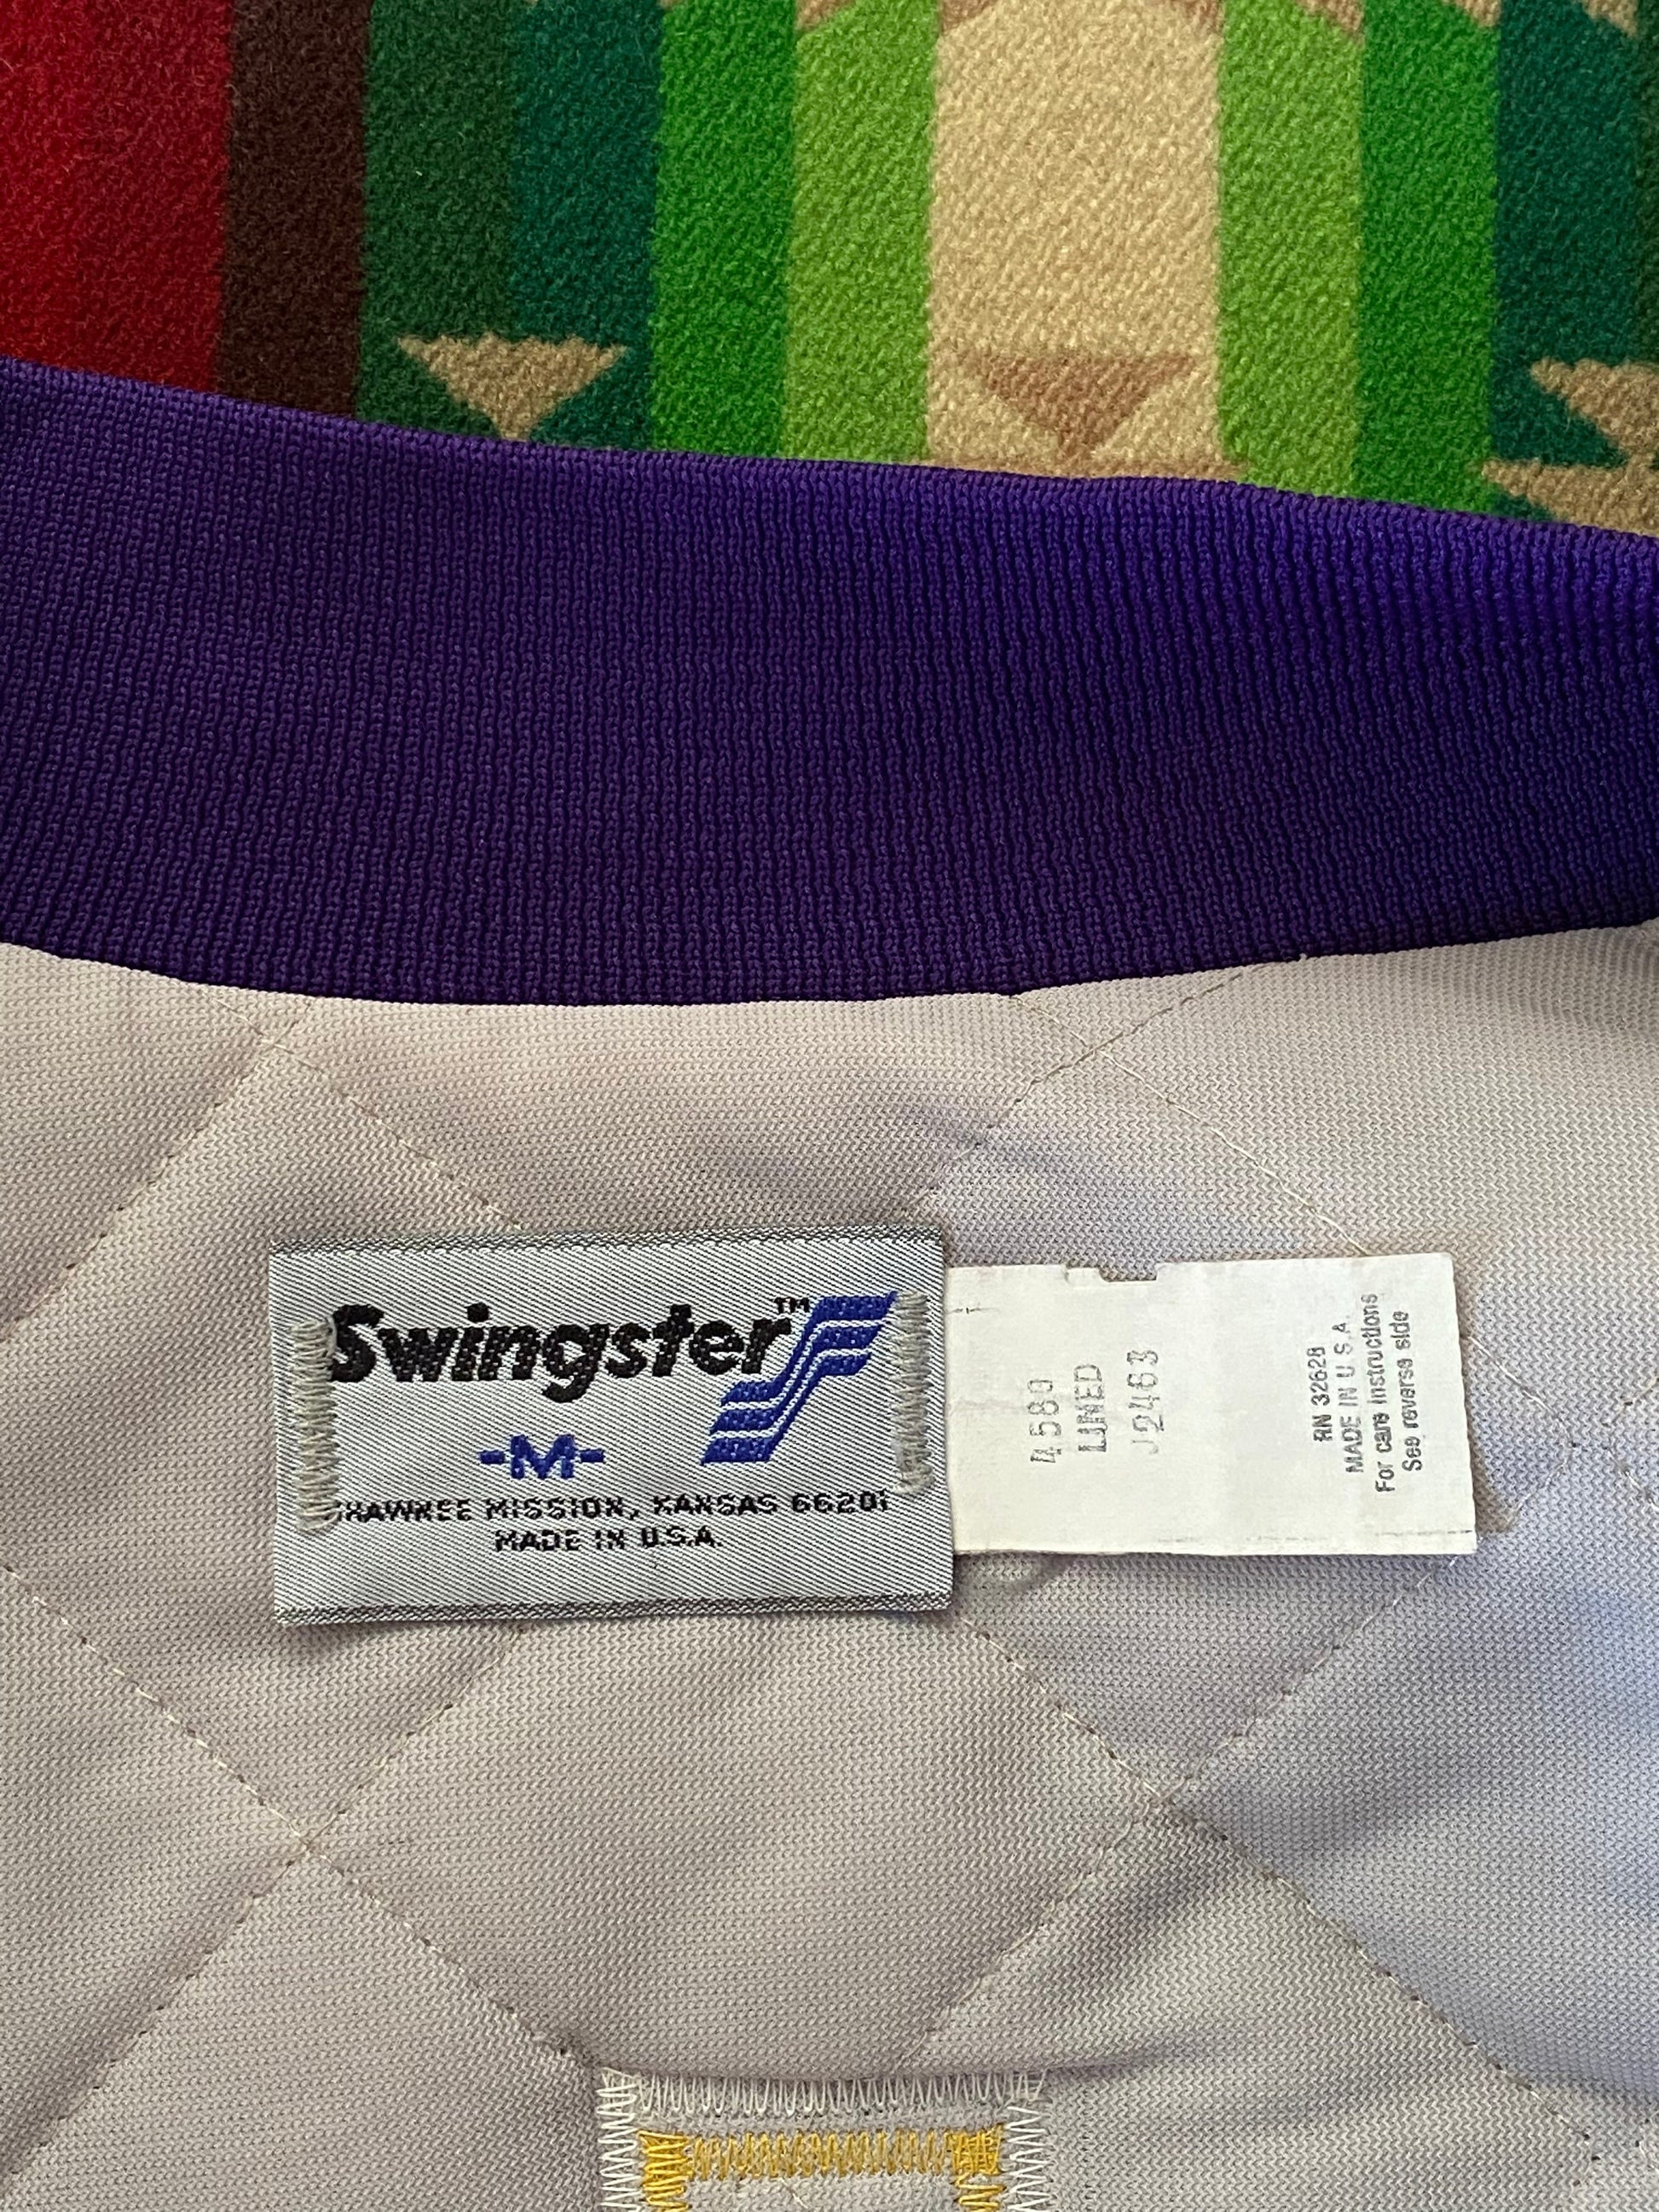 Swingster™
-M-
SHAWNEE MISSION, KANSAS 66201
MADE IN U.S.A.
4580
LINED
J2463
RN 32628
MADE IN U.S.A.
For care instructions
See reverse side